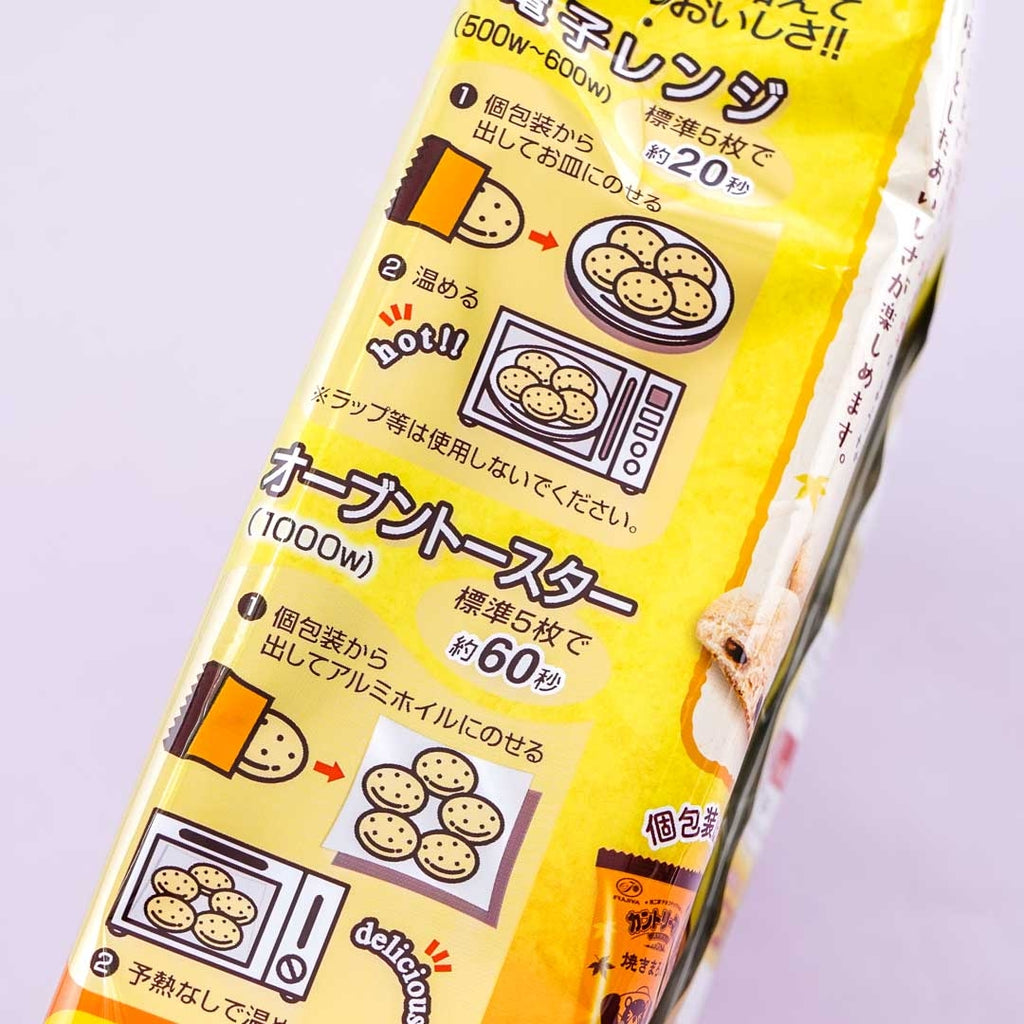 おいしさ!!
電子レンジ
(500w~600w)
標準5枚で
約20秒
❶ 個包装から
出してお皿にのせる
❷ 温める
hot!!
※ラップ等は使用しないでください。
オーブントースター
(1000w)
標準5枚で
約60秒
❶ 個包装から
出してアルミホイルにのせる
❷ 予熱なしで温め
delicious
したおいしさが楽しめます。
個包装
カントリー
焼きま